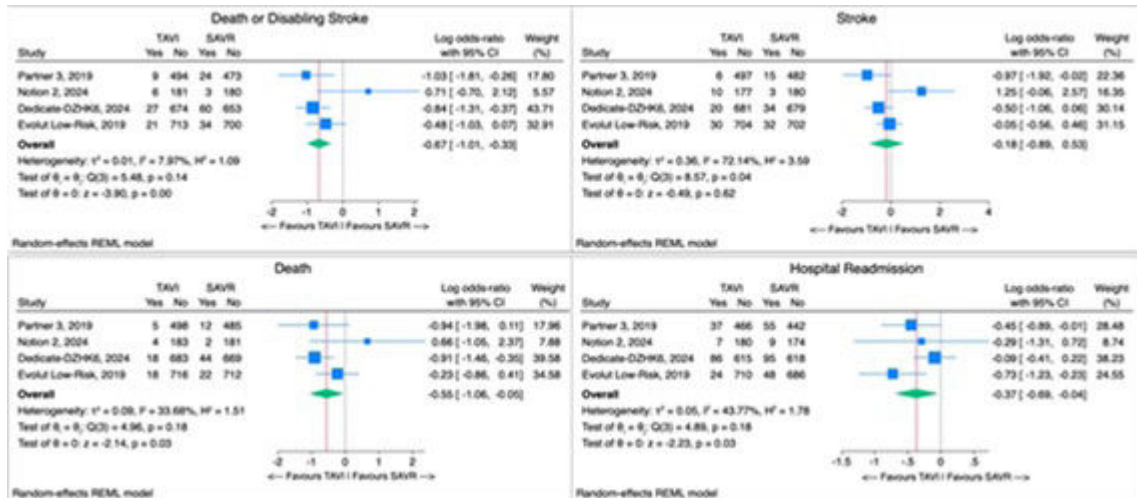 Death or Disabling Stroke
TAVI SAVR Log odds-ratio Weight
Study Yes No Yes No with 95% CI (%)
Partner 3, 2019 9 494 24 473 -1.03 [ -1.81, -0.26] 17.80
Notion 2, 2024 6 181 3 180 0.71 [ -0.70, 2.12] 5.57
Dedicate-DZHK6, 2024 27 674 60 653 -0.84 [ -1.31, -0.37] 43.71
Evolut Low-Risk, 2019 21 713 34 700 -0.48 [ -1.03, 0.07] 32.91
Overall -0.67 [ -1.01, -0.33]
Heterogeneity: τ² = 0.01, I² = 7.97%, H² = 1.09
Test of θᵢ = θⱼ: Q(3) = 5.48, p = 0.14
Test of θ = 0: z = -3.90, p = 0.00
-2 -1 0 1 2
<— Favours TAVI | Favours SAVR —>
Random-effects REML model
Stroke
TAVI SAVR Log odds-ratio Weight
Study Yes No Yes No with 95% CI (%)
Partner 3, 2019 6 497 15 482 -0.97 [ -1.92, -0.02] 22.36
Notion 2, 2024 10 177 3 180 1.25 [ -0.06, 2.57] 16.35
Dedicate-DZHK6, 2024 20 681 34 679 -0.50 [ -1.06, 0.06] 30.14
Evolut Low-Risk, 2019 30 704 32 702 -0.05 [ -0.56, 0.46] 31.15
Overall -0.18 [ -0.89, 0.53]
Heterogeneity: τ² = 0.36, I² = 72.14%, H² = 3.59
Test of θᵢ = θⱼ: Q(3) = 8.57, p = 0.04
Test of θ = 0: z = -0.49, p = 0.62
-2 0 2 4
<— Favours TAVI | Favours SAVR —>
Random-effects REML model
Death
TAVI SAVR Log odds-ratio Weight
Study Yes No Yes No with 95% CI (%)
Partner 3, 2019 5 498 12 485 -0.94 [ -1.98, 0.11] 17.96
Notion 2, 2024 4 183 2 181 0.66 [ -1.05, 2.37] 7.88
Dedicate-DZHK6, 2024 18 683 44 669 -0.91 [ -1.46, -0.35] 39.58
Evolut Low-Risk, 2019 18 716 22 712 -0.23 [ -0.86, 0.41] 34.58
Overall -0.55 [ -1.06, -0.05]
Heterogeneity: τ² = 0.09, I² = 33.68%, H² = 1.51
Test of θᵢ = θⱼ: Q(3) = 4.96, p = 0.18
Test of θ = 0: z = -2.14, p = 0.03
-2 -1 0 1 2
<— Favours TAVI | Favours SAVR —>
Random-effects REML model
Hospital Readmission
TAVI SAVR Log odds-ratio Weight
Study Yes No Yes No with 95% CI (%)
Partner 3, 2019 37 466 55 442 -0.45 [ -0.89, -0.01] 28.48
Notion 2, 2024 7 180 9 174 -0.29 [ -1.31, 0.72] 8.74
Dedicate-DZHK6, 2024 86 615 95 618 -0.09 [ -0.41, 0.22] 38.23
Evolut Low-Risk, 2019 24 710 48 686 -0.73 [ -1.23, -0.23] 24.55
Overall -0.37 [ -0.69, -0.04]
Heterogeneity: τ² = 0.05, I² = 43.77%, H² = 1.78
Test of θᵢ = θⱼ: Q(3) = 4.89, p = 0.18
Test of θ = 0: z = -2.23, p = 0.03
-1.5 -1 -.5 0 .5
<— Favours TAVI | Favours SAVR —>
Random-effects REML model